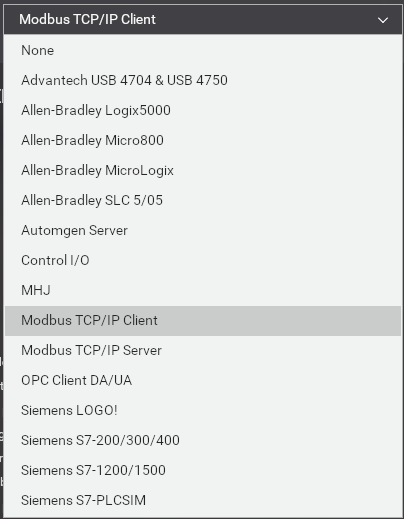 Modbus TCP/IP Client
None
Advantech USB 4704 & USB 4750
Allen-Bradley Logix5000
Allen-Bradley Micro800
Allen-Bradley MicroLogix
Allen-Bradley SLC 5/05
Automgen Server
Control I/O
MHJ
Modbus TCP/IP Client
Modbus TCP/IP Server
OPC Client DA/UA
Siemens LOGO!
Siemens S7-200/300/400
Siemens S7-1200/1500
Siemens S7-PLCSIM